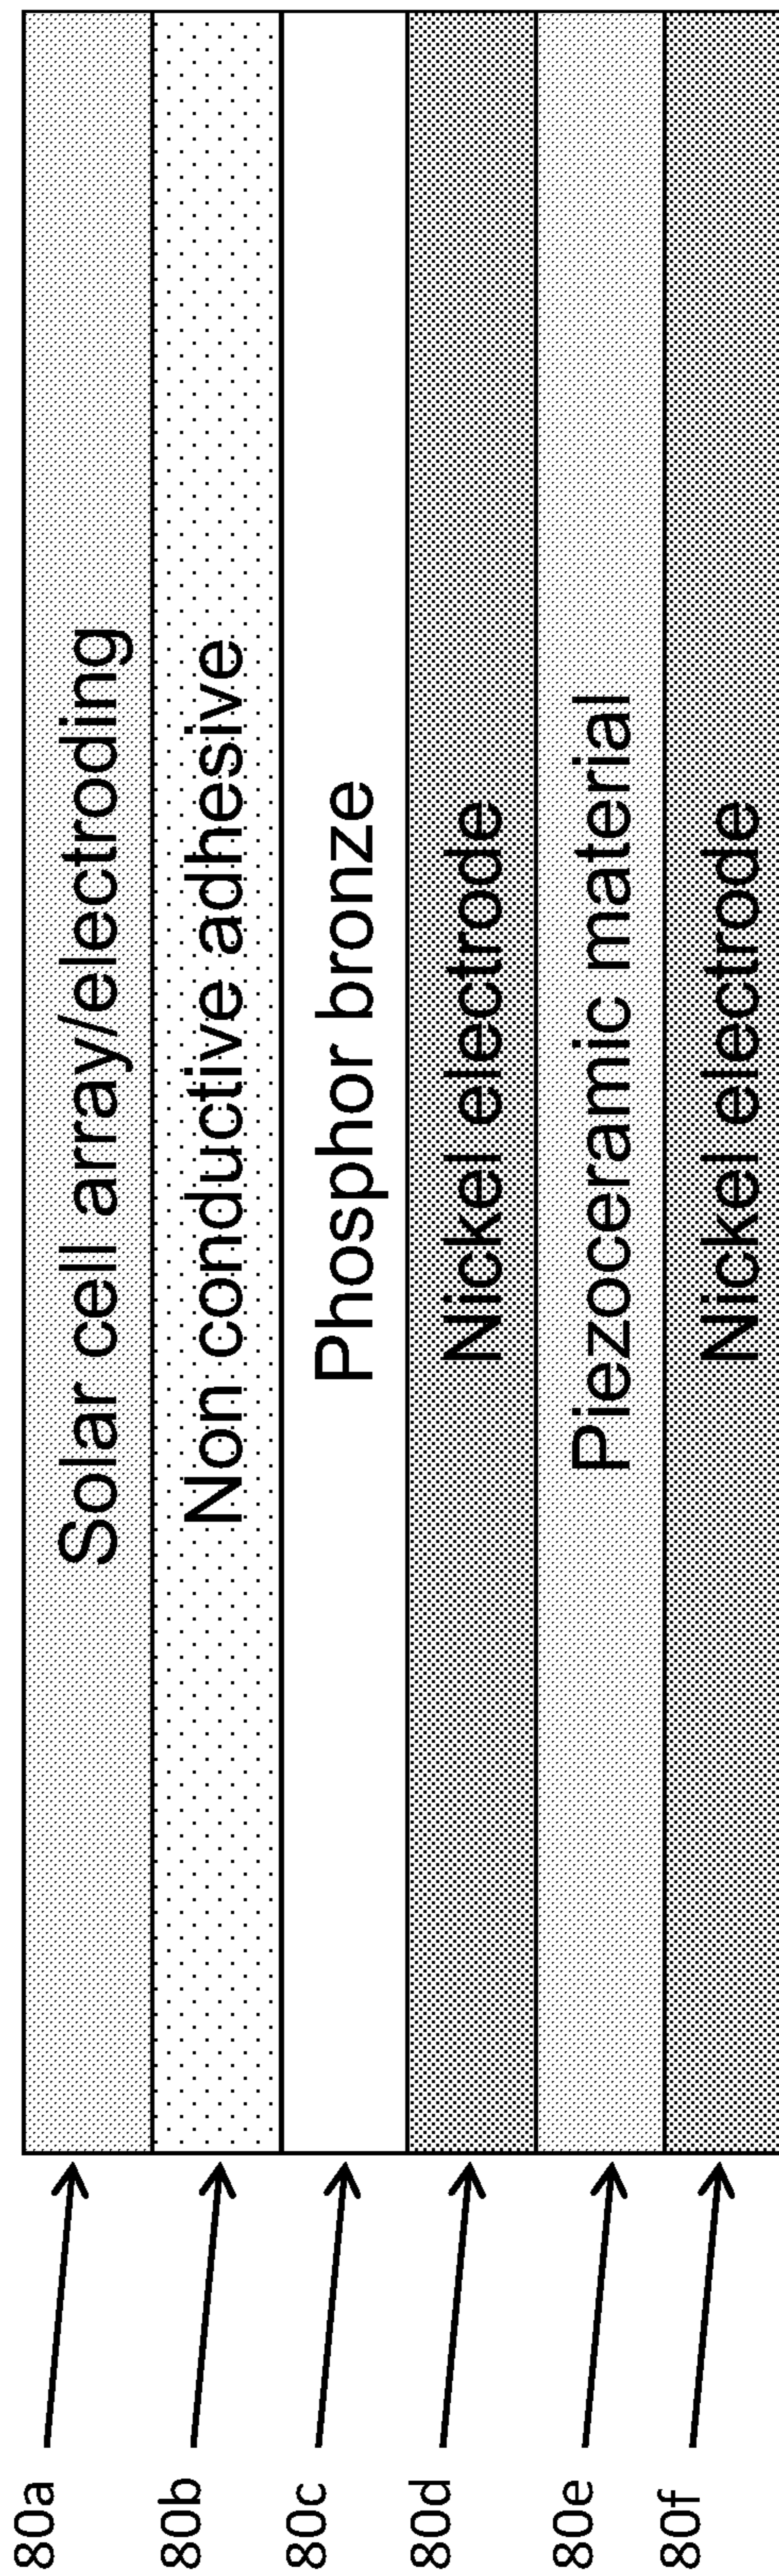 80a
Solar cell array/electroding
80b
Non conductive adhesive
80c
Phosphor bronze
80d
Nickel electrode
80e
Piezoceramic material
80f
Nickel electrode